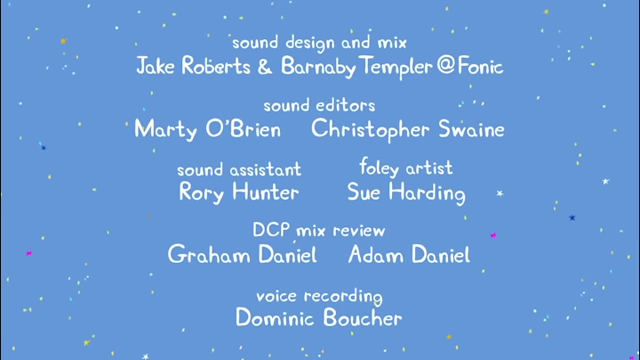 sound design and mix
Jake Roberts & Barnaby Templer @ Fonic
sound editors
Marty O'Brien Christopher Swaine
sound assistant foley artist
Rory Hunter Sue Harding
DCP mix review
Graham Daniel Adam Daniel
voice recording
Dominic Boucher